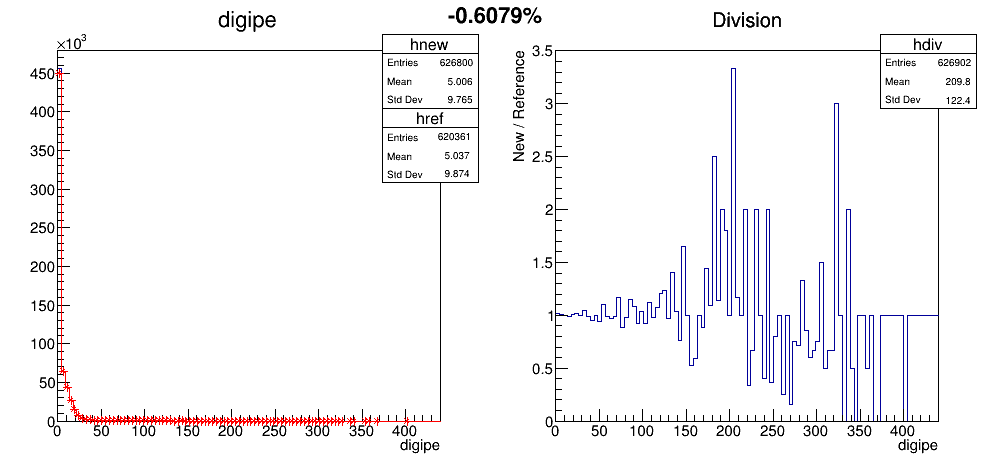 -0.6079%
digipe
×10³
hnew
Entries 626800
Mean 5.006
Std Dev 9.765
href
Entries 620361
Mean 5.037
Std Dev 9.874
450
400
350
300
250
200
150
100
50
0
0 50 100 150 200 250 300 350 400
digipe
Division
New / Reference
hdiv
Entries 626902
Mean 209.8
Std Dev 122.4
3.5
3
2.5
2
1.5
1
0.5
0
0 50 100 150 200 250 300 350 400
digipe